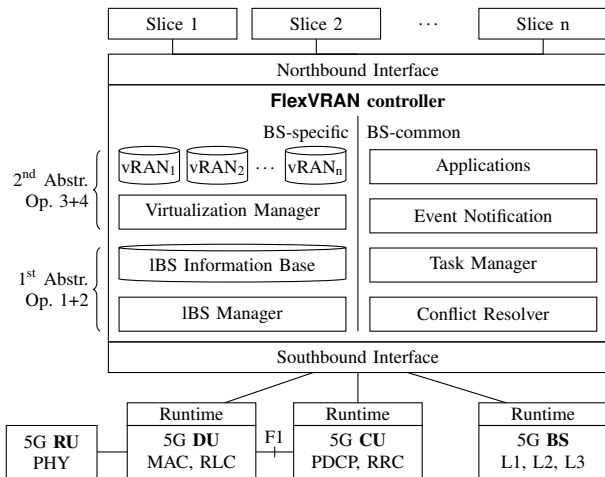 Slice 1
Slice 2
...
Slice n
Northbound Interface
FlexVRAN controller
BS-specific
BS-common
2nd Abstr.
Op. 3+4
vRAN1
vRAN2
...
vRANn
Virtualization Manager
Applications
Event Notification
1st Abstr.
Op. 1+2
lBS Information Base
lBS Manager
Task Manager
Conflict Resolver
Southbound Interface
5G RU
PHY
Runtime
5G DU
MAC, RLC
F1
Runtime
5G CU
PDCP, RRC
Runtime
5G BS
L1, L2, L3